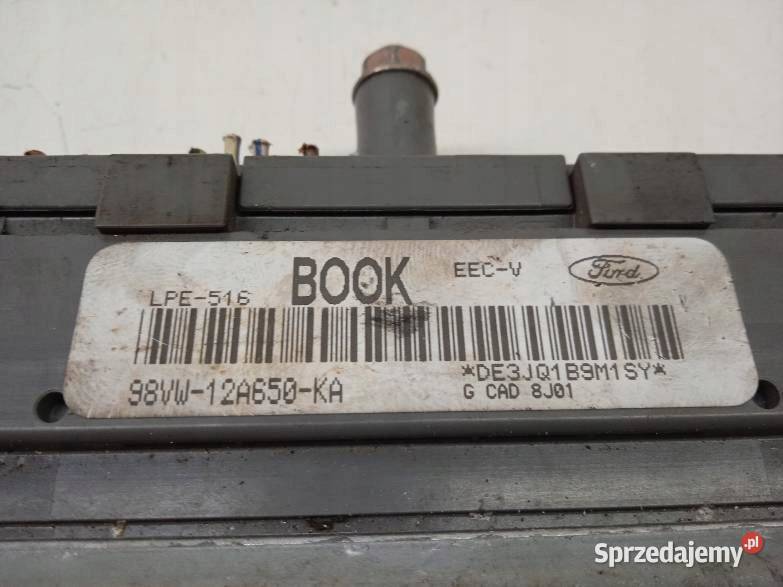 LPE-516 BOOK EEC-V Ford
98VW-12A650-KA *DE3JQ1B9M1SY*
G CAD 8J01
Sprzedajemy.pl